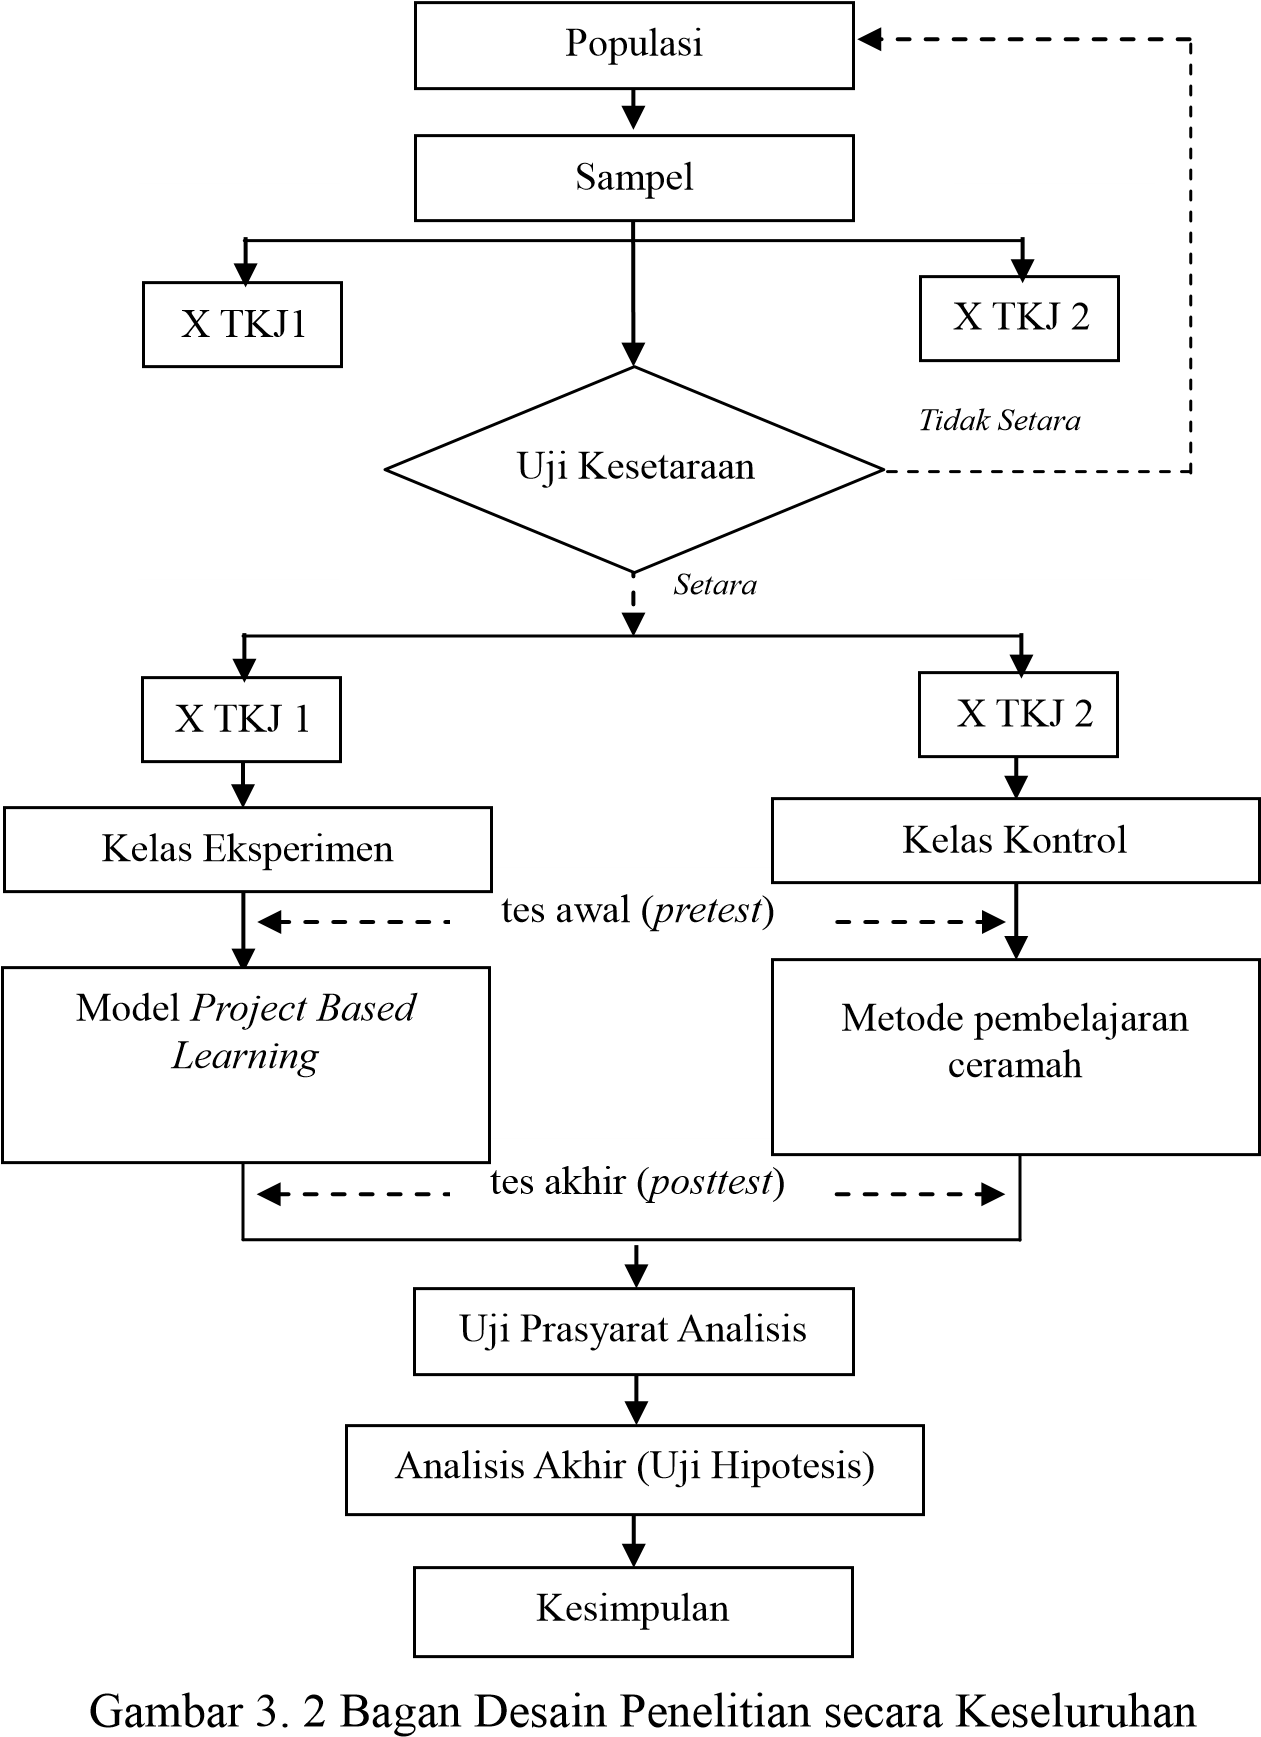 Populasi
Sampel
X TKJ1
X TKJ 2
Tidak Setara
Uji Kesetaraan
Setara
X TKJ 1
X TKJ 2
Kelas Eksperimen
Kelas Kontrol
tes awal (pretest)
Model Project Based
Learning
Metode pembelajaran
ceramah
tes akhir (posttest)
Uji Prasyarat Analisis
Analisis Akhir (Uji Hipotesis)
Kesimpulan
Gambar 3. 2 Bagan Desain Penelitian secara Keseluruhan